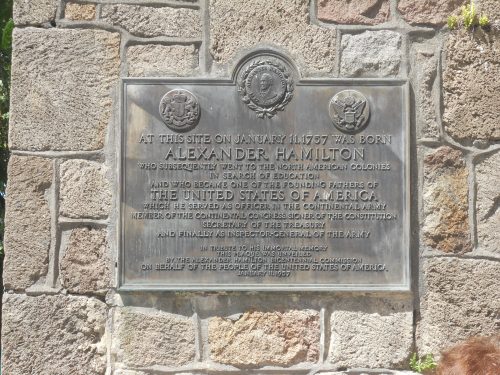 AT THIS SITE ON JANUARY 11, 1757 WAS BORN
ALEXANDER HAMILTON
WHO SUBSEQUENTLY WENT TO THE NORTH AMERICAN COLONIES
IN SEARCH OF EDUCATION
AND WHO BECAME ONE OF THE FOUNDING FATHERS OF
THE UNITED STATES OF AMERICA
WHICH HE SERVED AS OFFICER IN THE CONTINENTAL ARMY
MEMBER OF THE CONTINENTAL CONGRESS, SIGNER OF THE CONSTITUTION
SECRETARY OF THE TREASURY
AND FINALLY AS INSPECTOR-GENERAL OF THE ARMY
IN TRIBUTE TO HIS IMMORTAL MEMORY
THIS PLAQUE WAS UNVEILED
BY THE ALEXANDER HAMILTON BICENTENNIAL COMMISSION
ON BEHALF OF THE PEOPLE OF THE UNITED STATES OF AMERICA
JANUARY 11, 1957